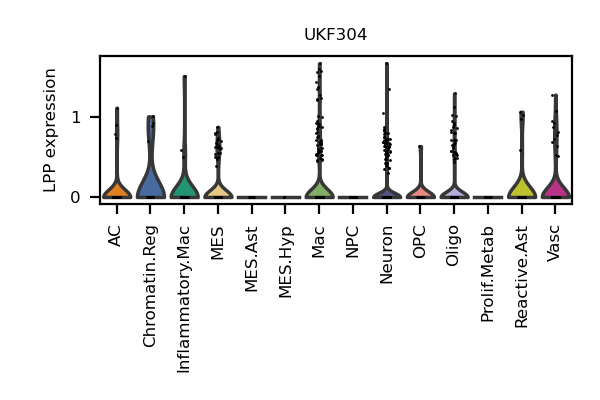 UKF304
LPP expression
1
0
AC
Chromatin.Reg
Inflammatory.Mac
MES
MES.Ast
MES.Hyp
Mac
NPC
Neuron
OPC
Oligo
Prolif.Metab
Reactive.Ast
Vasc